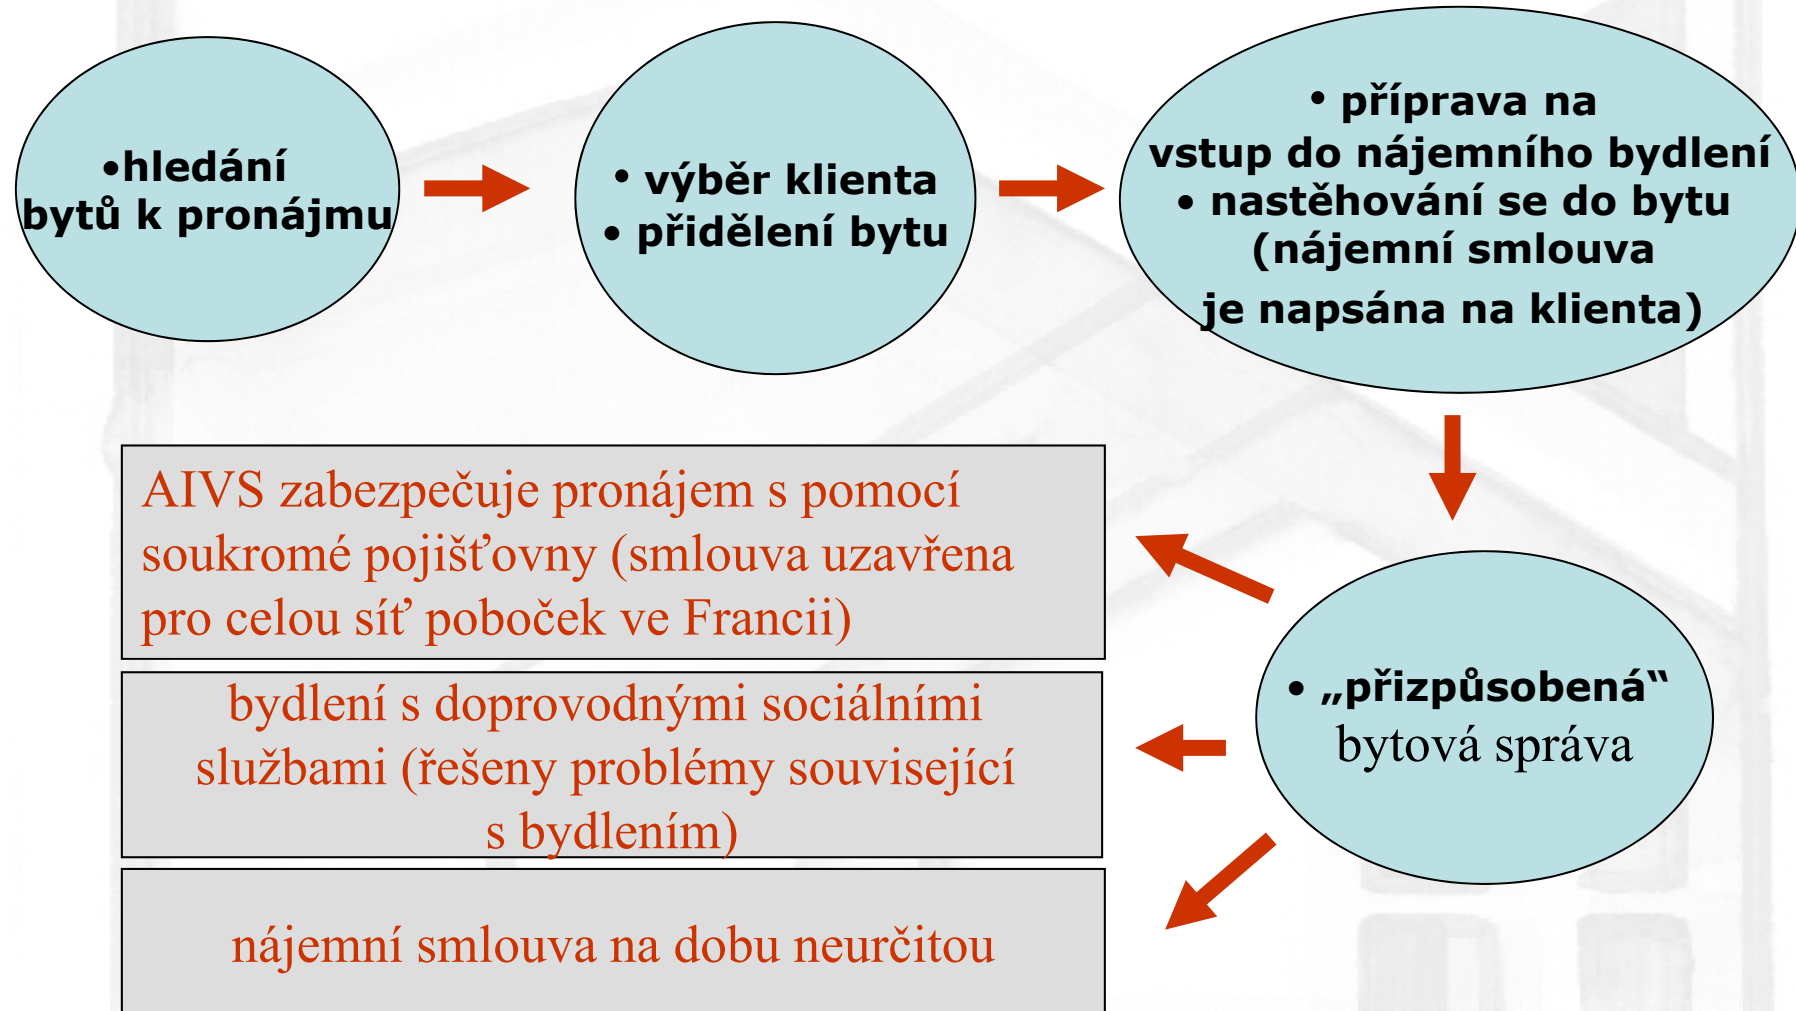 •hledání
bytů k pronájmu
• výběr klienta
• přidělení bytu
• příprava na
vstup do nájemního bydlení
• nastěhování se do bytu
(nájemní smlouva
je napsána na klienta)
AIVS zabezpečuje pronájem s pomocí
soukromé pojišťovny (smlouva uzavřena
pro celou síť poboček ve Francii)
bydlení s doprovodnými sociálními
službami (řešeny problémy související
s bydlením)
nájemní smlouva na dobu neurčitou
• „přizpůsobená“
bytová správa